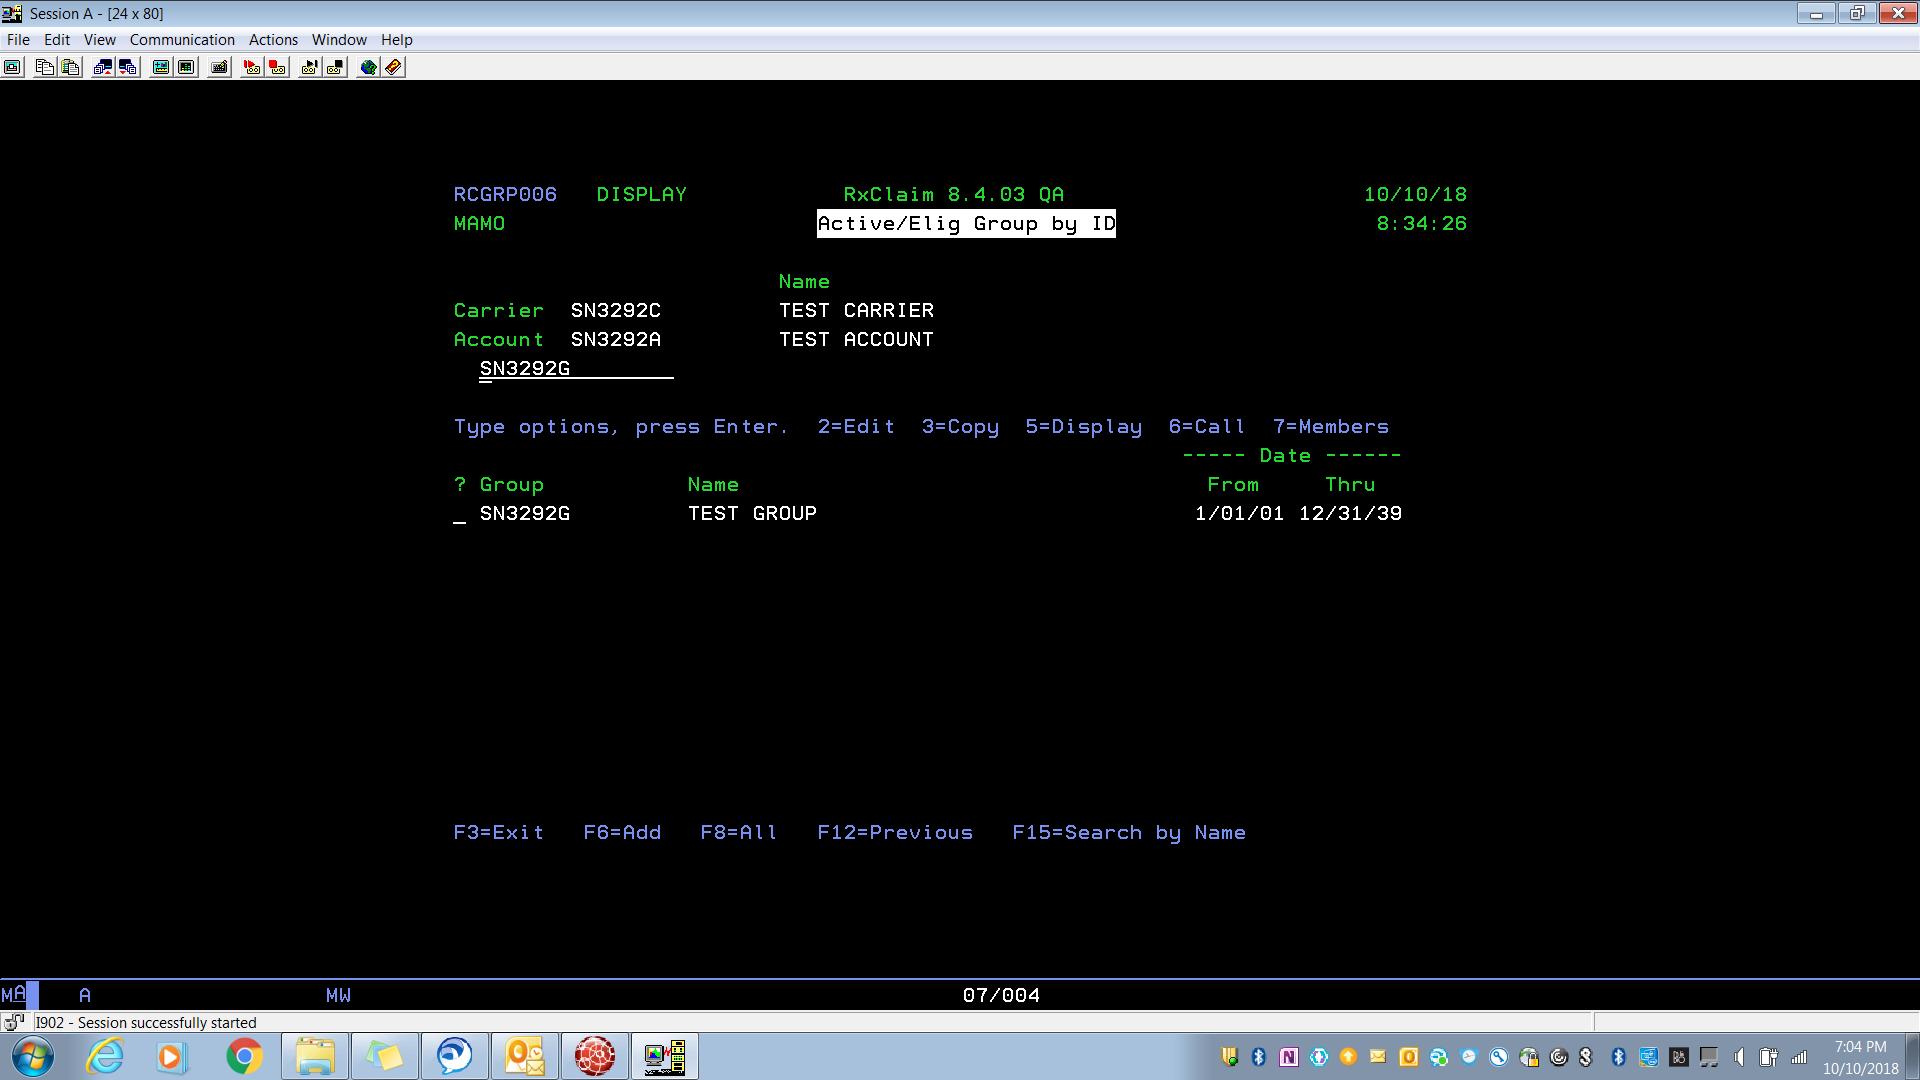 Session A - [24 x 80]
File Edit View Communication Actions Window Help
RCGRP006 DISPLAY RxClaim 8.4.03 QA 10/10/18
MAMO Active/Elig Group by ID 8:34:26
Name
Carrier SN3292C TEST CARRIER
Account SN3292A TEST ACCOUNT
SN3292G
Type options, press Enter. 2=Edit 3=Copy 5=Display 6=Call 7=Members
----- Date ------
? Group Name From Thru
_ SN3292G TEST GROUP 1/01/01 12/31/39
F3=Exit F6=Add F8=All F12=Previous F15=Search by Name
MA A MW 07/004
I902 - Session successfully started
7:04 PM
10/10/2018